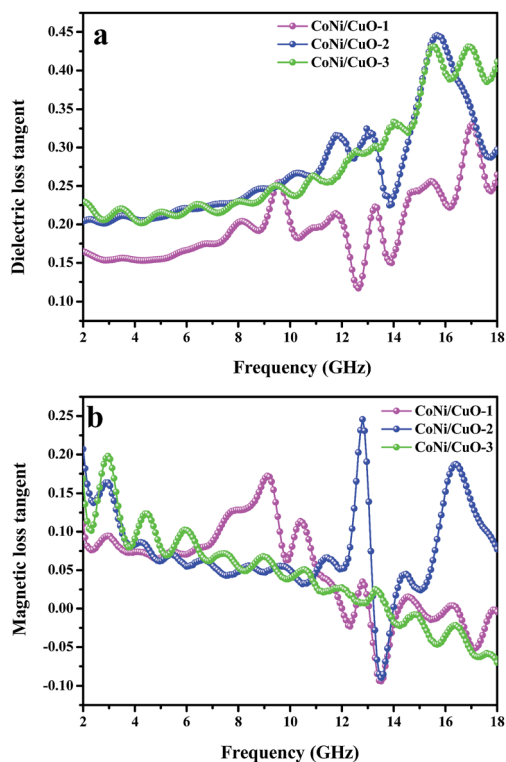 a
CoNi/CuO-1
CoNi/CuO-2
CoNi/CuO-3
Dielectric loss tangent
0.45
0.40
0.35
0.30
0.25
0.20
0.15
0.10
2 4 6 8 10 12 14 16 18
Frequency (GHz)
b
CoNi/CuO-1
CoNi/CuO-2
CoNi/CuO-3
Magnetic loss tangent
0.25
0.20
0.15
0.10
0.05
0.00
-0.05
-0.10
2 4 6 8 10 12 14 16 18
Frequency (GHz)